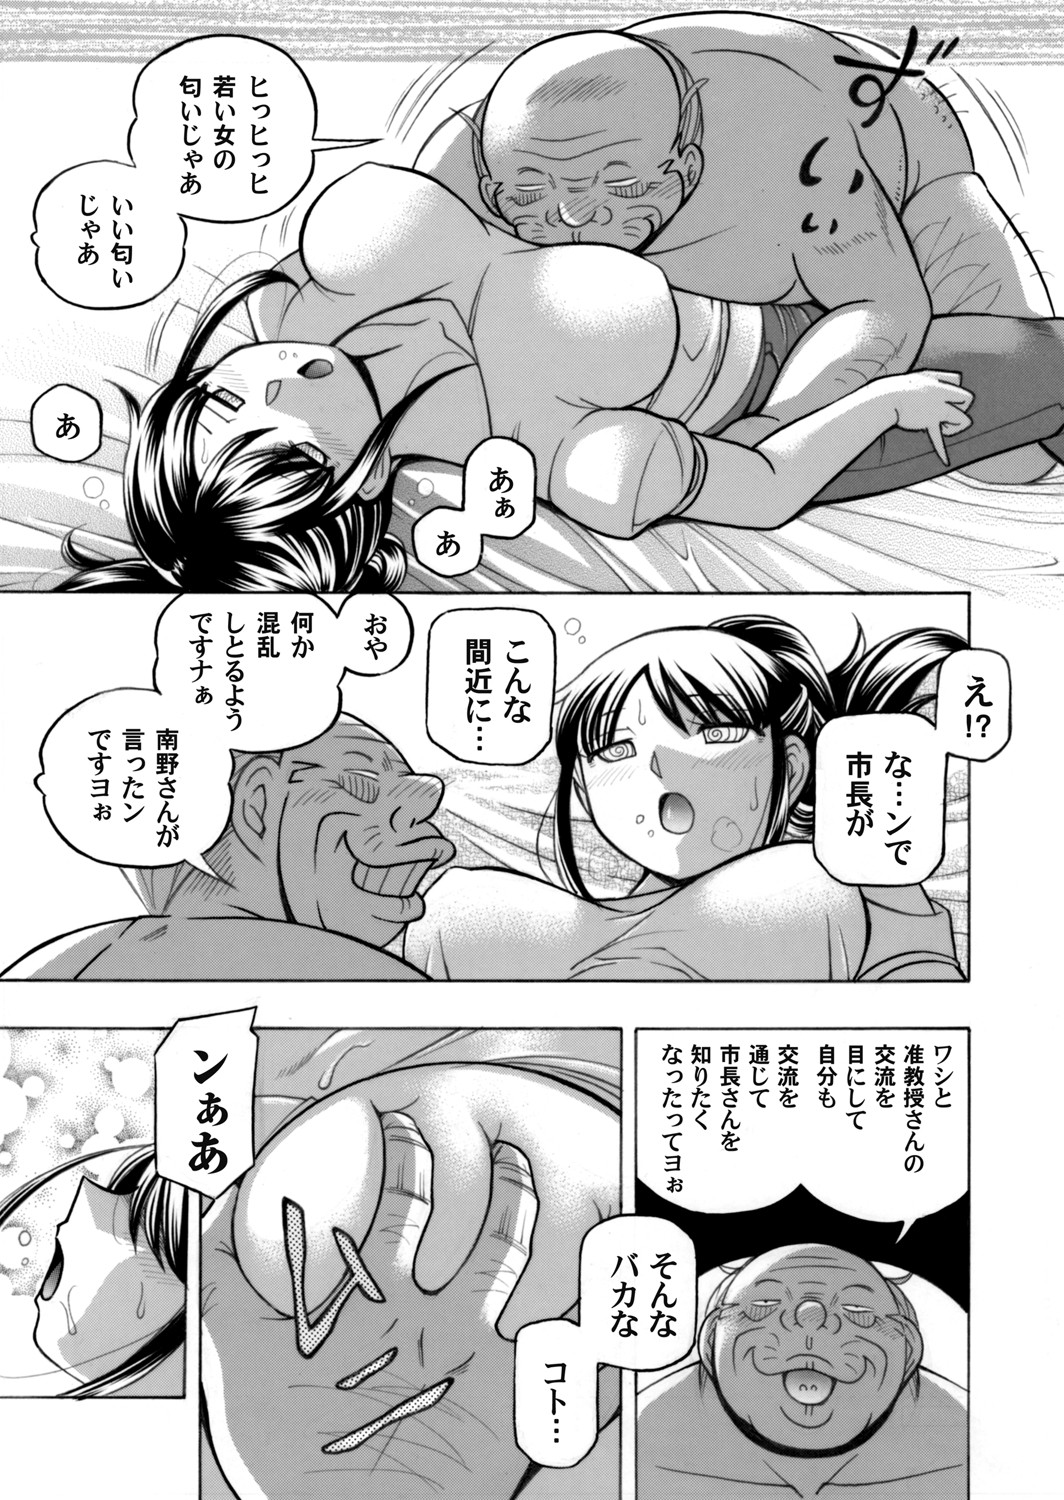 ヒっヒっヒ
若い女の
匂いじゃあ
いい匂い
じゃあ
ずいぃ
あ
あぁ
あ
え!?
な…ンで
市長が
こんな
間近に…
おや
何か
混乱
しとるよう
ですナぁ
南野さんが
言ったン
ですヨぉ
ワシと
准教授さんの
交流を
目にして
自分も
交流を
通じて
市長さんを
知りたく
なったってヨぉ
そんな
バカな
コト…
ンぁあ